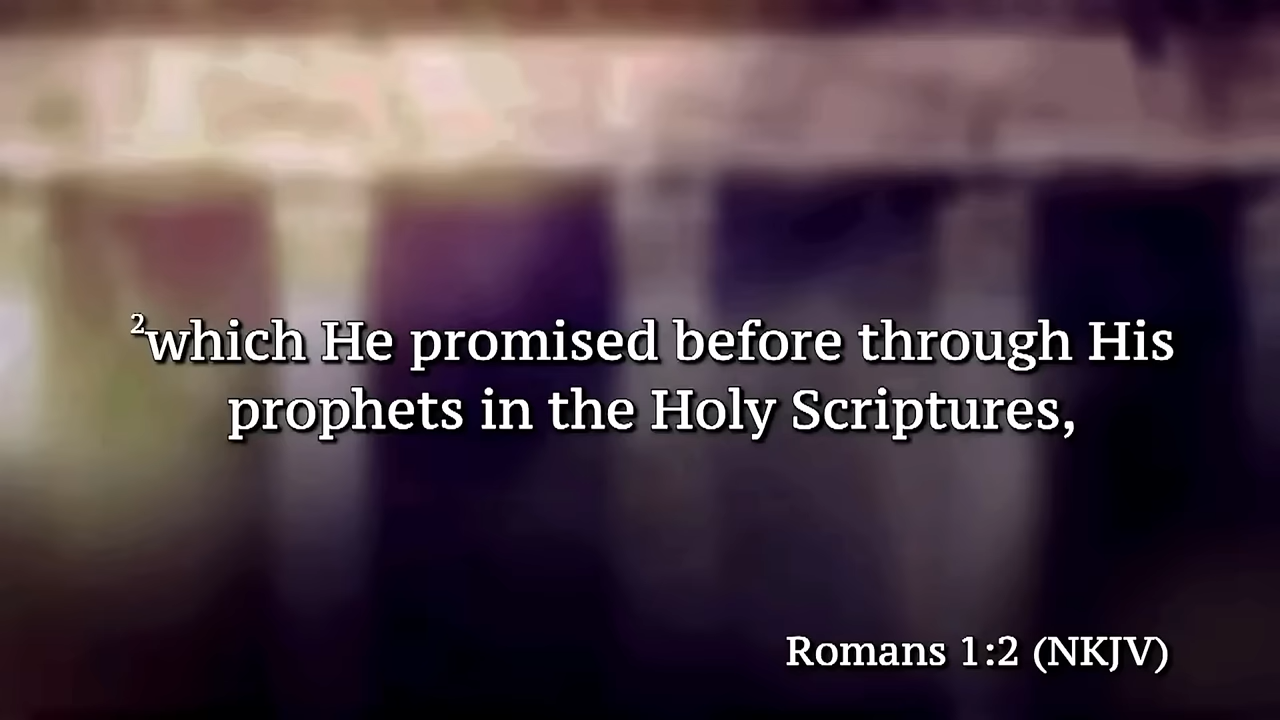 ²which He promised before through His
prophets in the Holy Scriptures,
Romans 1:2 (NKJV)